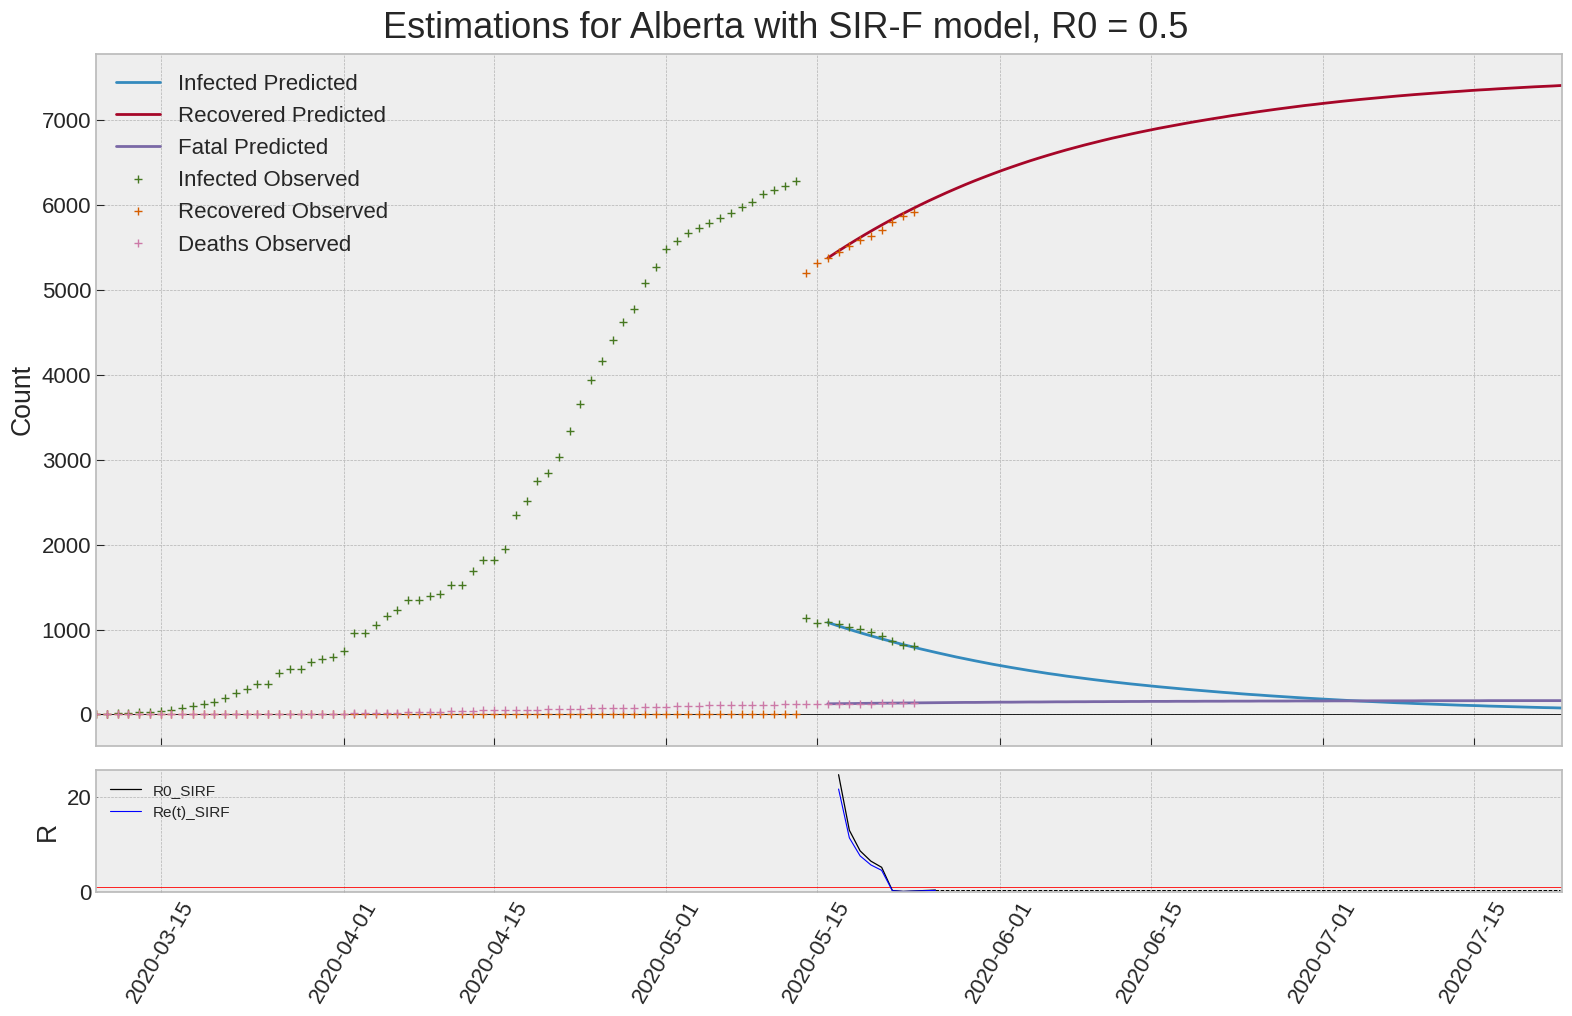 Estimations for Alberta with SIR-F model, R0 = 0.5
Infected Predicted
Recovered Predicted
Fatal Predicted
Infected Observed
Recovered Observed
Deaths Observed
Count
7000
6000
5000
4000
3000
2000
1000
0
R0_SIRF
Re(t)_SIRF
R
20
0
2020-03-15
2020-04-01
2020-04-15
2020-05-01
2020-05-15
2020-06-01
2020-06-15
2020-07-01
2020-07-15